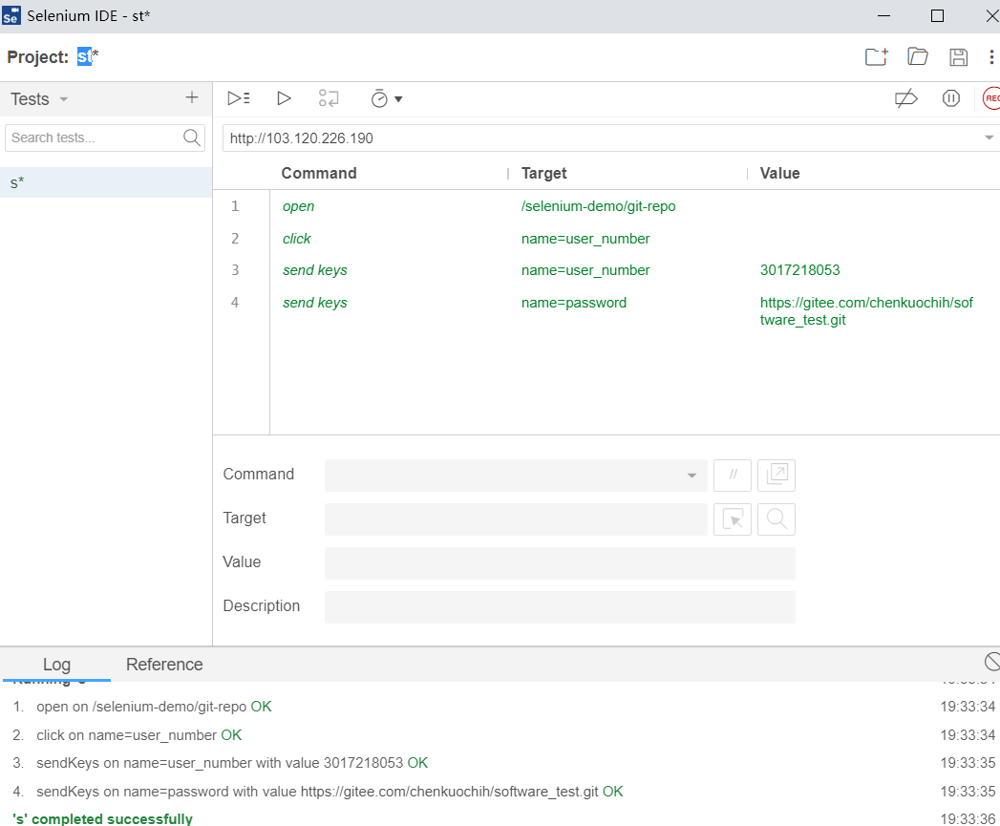 Selenium IDE - st*
Project: st*
Tests
Search tests...
s*
http://103.120.226.190
Command Target Value
1 open /selenium-demo/git-repo
2 click name=user_number
3 send keys name=user_number 3017218053
4 send keys name=password https://gitee.com/chenkuochih/sof
tware_test.git
REC
Command
//
Target
Value
Description
Log Reference
1. open on /selenium-demo/git-repo OK 19:33:34
2. click on name=user_number OK 19:33:34
3. sendKeys on name=user_number with value 3017218053 OK 19:33:35
4. sendKeys on name=password with value https://gitee.com/chenkuochih/software_test.git OK 19:33:35
's' completed successfully 19:33:36